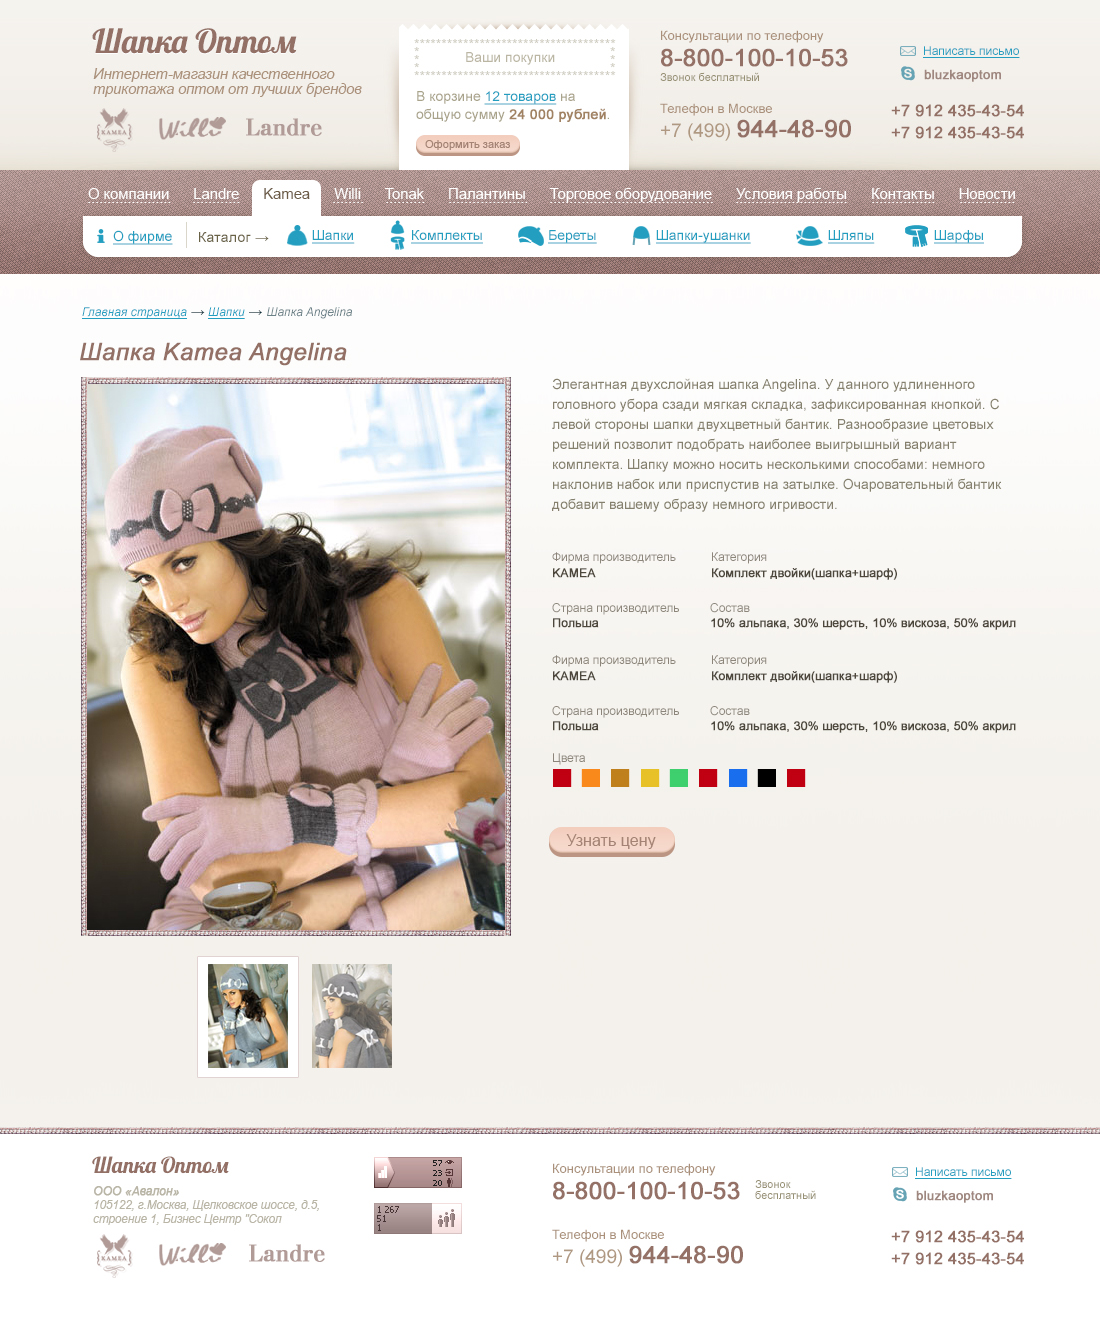 Шапка Оптом
Интернет-магазин качественного
трикотажа оптом от лучших брендов
KAMEA Willi Landre
Ваши покупки
В корзине 12 товаров на
общую сумму 24 000 рублей.
Оформить заказ
Консультации по телефону
8-800-100-10-53
Звонок бесплатный
Телефон в Москве
+7 (499) 944-48-90
Написать письмо
bluzkaoptom
+7 912 435-43-54
+7 912 435-43-54
О компании Landre Kamea Willi Tonak Палантины Торговое оборудование Условия работы Контакты Новости
О фирме Каталог → Шапки Комплекты Береты Шапки-ушанки Шляпы Шарфы
Главная страница → Шапки → Шапка Angelina
Шапка Kamea Angelina
Элегантная двухслойная шапка Angelina. У данного удлиненного
головного убора сзади мягкая складка, зафиксированная кнопкой. С
левой стороны шапки двухцветный бантик. Разнообразие цветовых
решений позволит подобрать наиболее выигрышный вариант
комплекта. Шапку можно носить несколькими способами: немного
наклонив набок или приспустив на затылке. Очаровательный бантик
добавит вашему образу немного игривости.
Фирма производитель Категория
KAMEA Комплект двойки(шапка+шарф)
Страна производитель Состав
Польша 10% альпака, 30% шерсть, 10% вискоза, 50% акрил
Фирма производитель Категория
KAMEA Комплект двойки(шапка+шарф)
Страна производитель Состав
Польша 10% альпака, 30% шерсть, 10% вискоза, 50% акрил
Цвета
Узнать цену
Шапка Оптом
ООО «Авалон»
105122, г.Москва, Щелковское шоссе, д.5,
строение 1, Бизнес Центр "Сокол
KAMEA Willi Landre
57
23
20
1 267
51
1
Консультации по телефону
8-800-100-10-53
Звонок
бесплатный
Телефон в Москве
+7 (499) 944-48-90
Написать письмо
bluzkaoptom
+7 912 435-43-54
+7 912 435-43-54